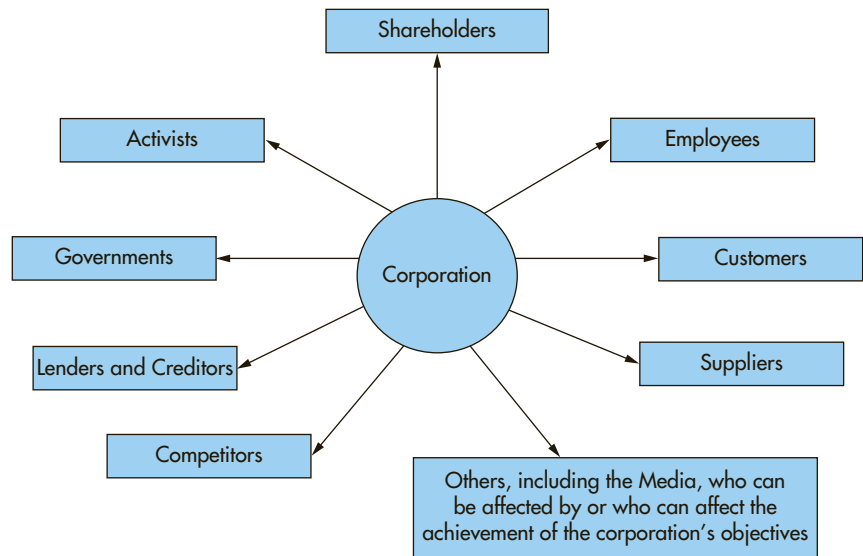 Shareholders
Activists
Employees
Governments
Corporation
Customers
Lenders and Creditors
Suppliers
Competitors
Others, including the Media, who can
be affected by or who can affect the
achievement of the corporation's objectives